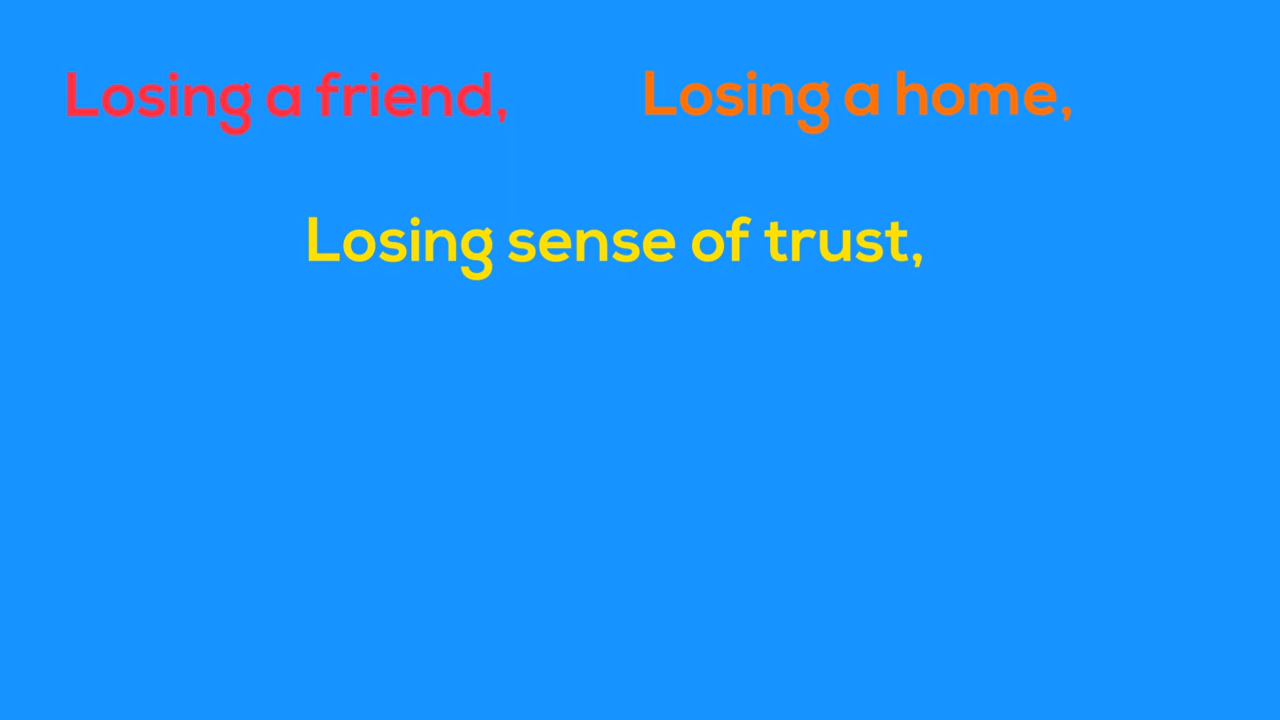 Losing a friend,
Losing a home,
Losing sense of trust,